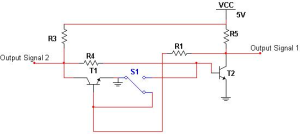 VCC
5V
R3
R5
R1
Output Signal 1
Output Signal 2
R4
S1
T1
T2